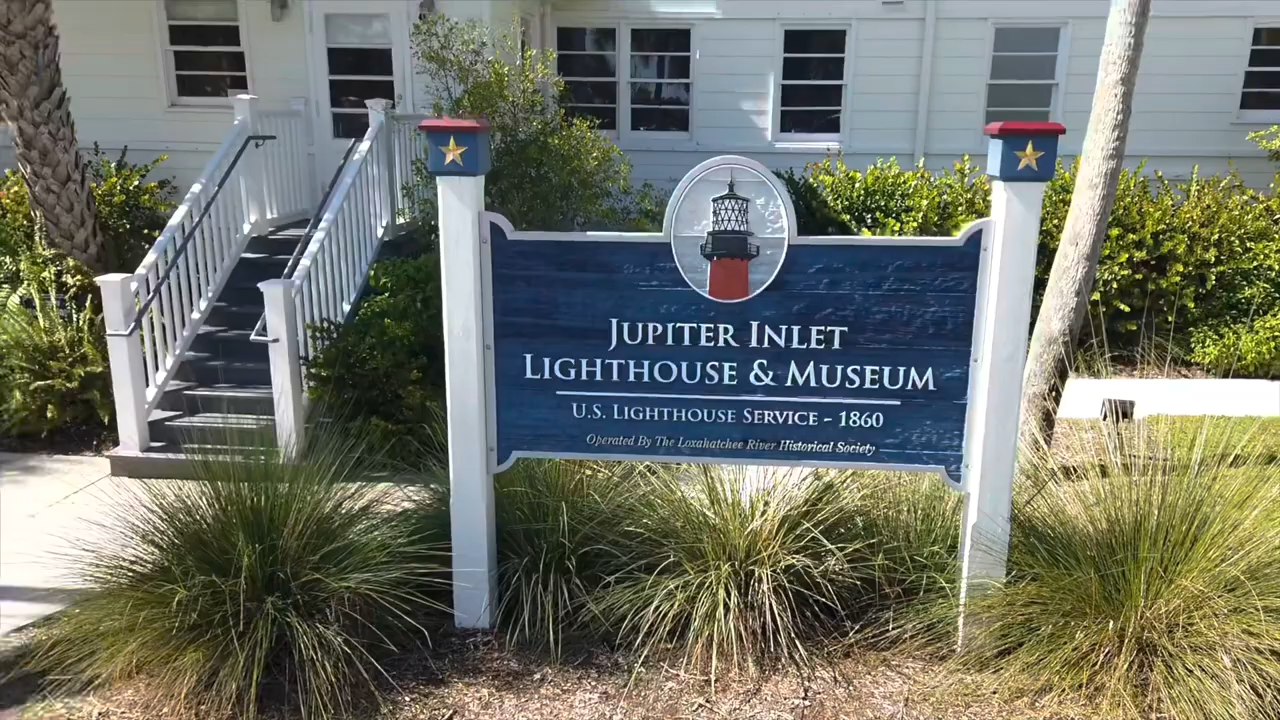 JUPITER INLET
LIGHTHOUSE & MUSEUM
U.S. LIGHTHOUSE SERVICE - 1860
Operated By The Loxahatchee River Historical Society